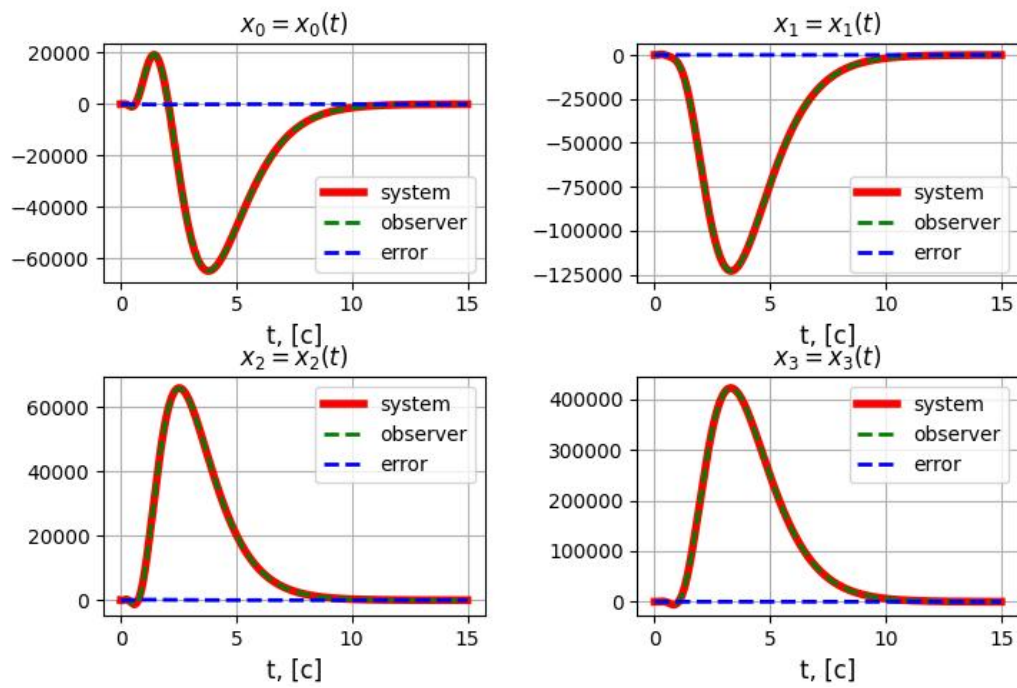 x₀ = x₀(t)
20000
0
−20000
−40000
−60000
system
observer
error
0 5 10 15
t, [c]
x₁ = x₁(t)
0
−25000
−50000
−75000
−100000
−125000
system
observer
error
0 5 10 15
t, [c]
x₂ = x₂(t)
60000
40000
20000
0
system
observer
error
0 5 10 15
t, [c]
x₃ = x₃(t)
400000
300000
200000
100000
0
system
observer
error
0 5 10 15
t, [c]